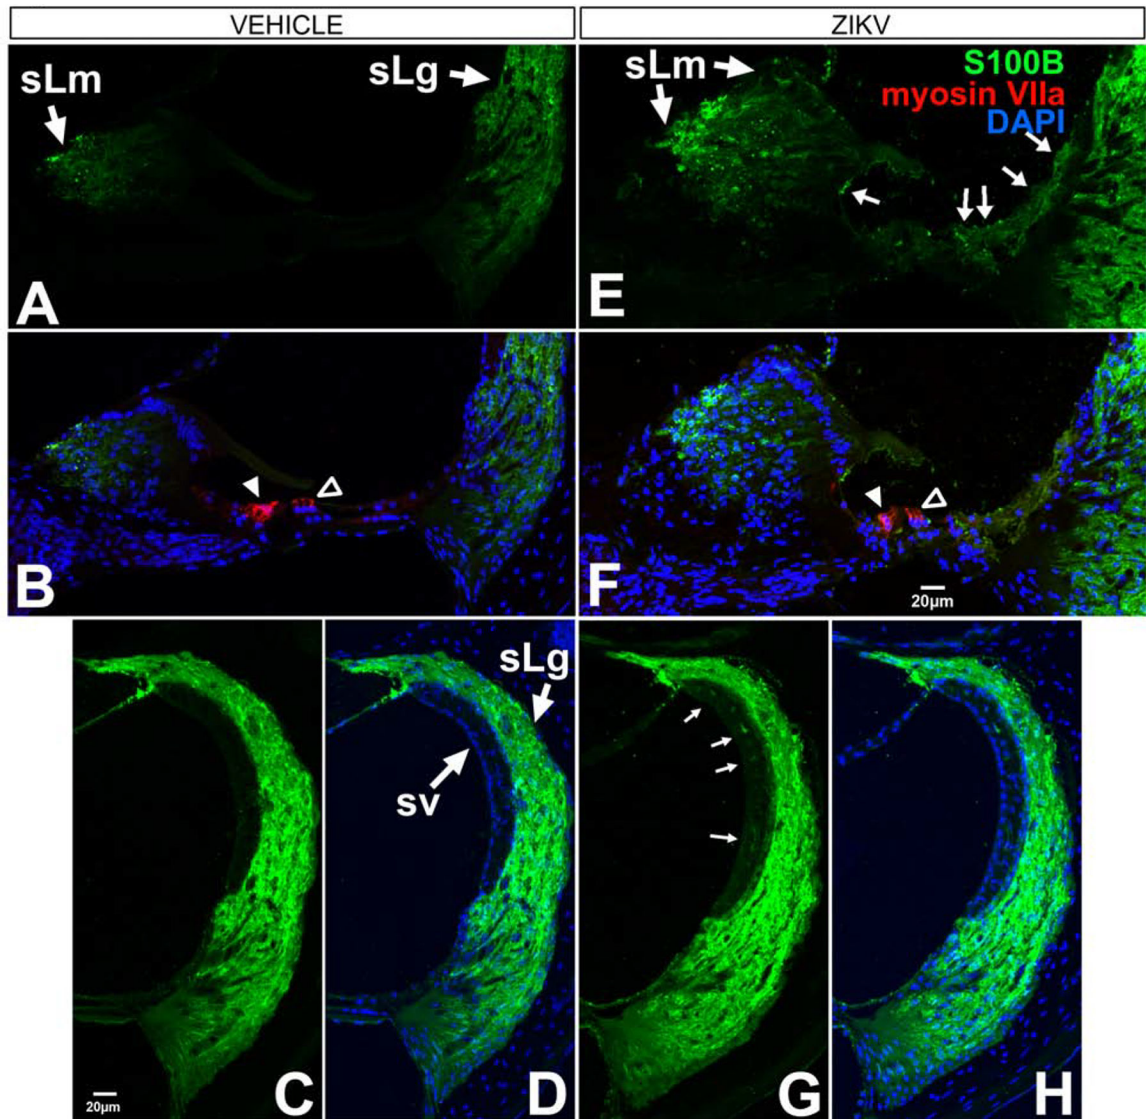 VEHICLE
ZIKV
sLm
sLg
sLm
S100B
myosin VIIa
DAPI
A
E
B
F
20µm
sLg
sv
20µm
C
D
G
H